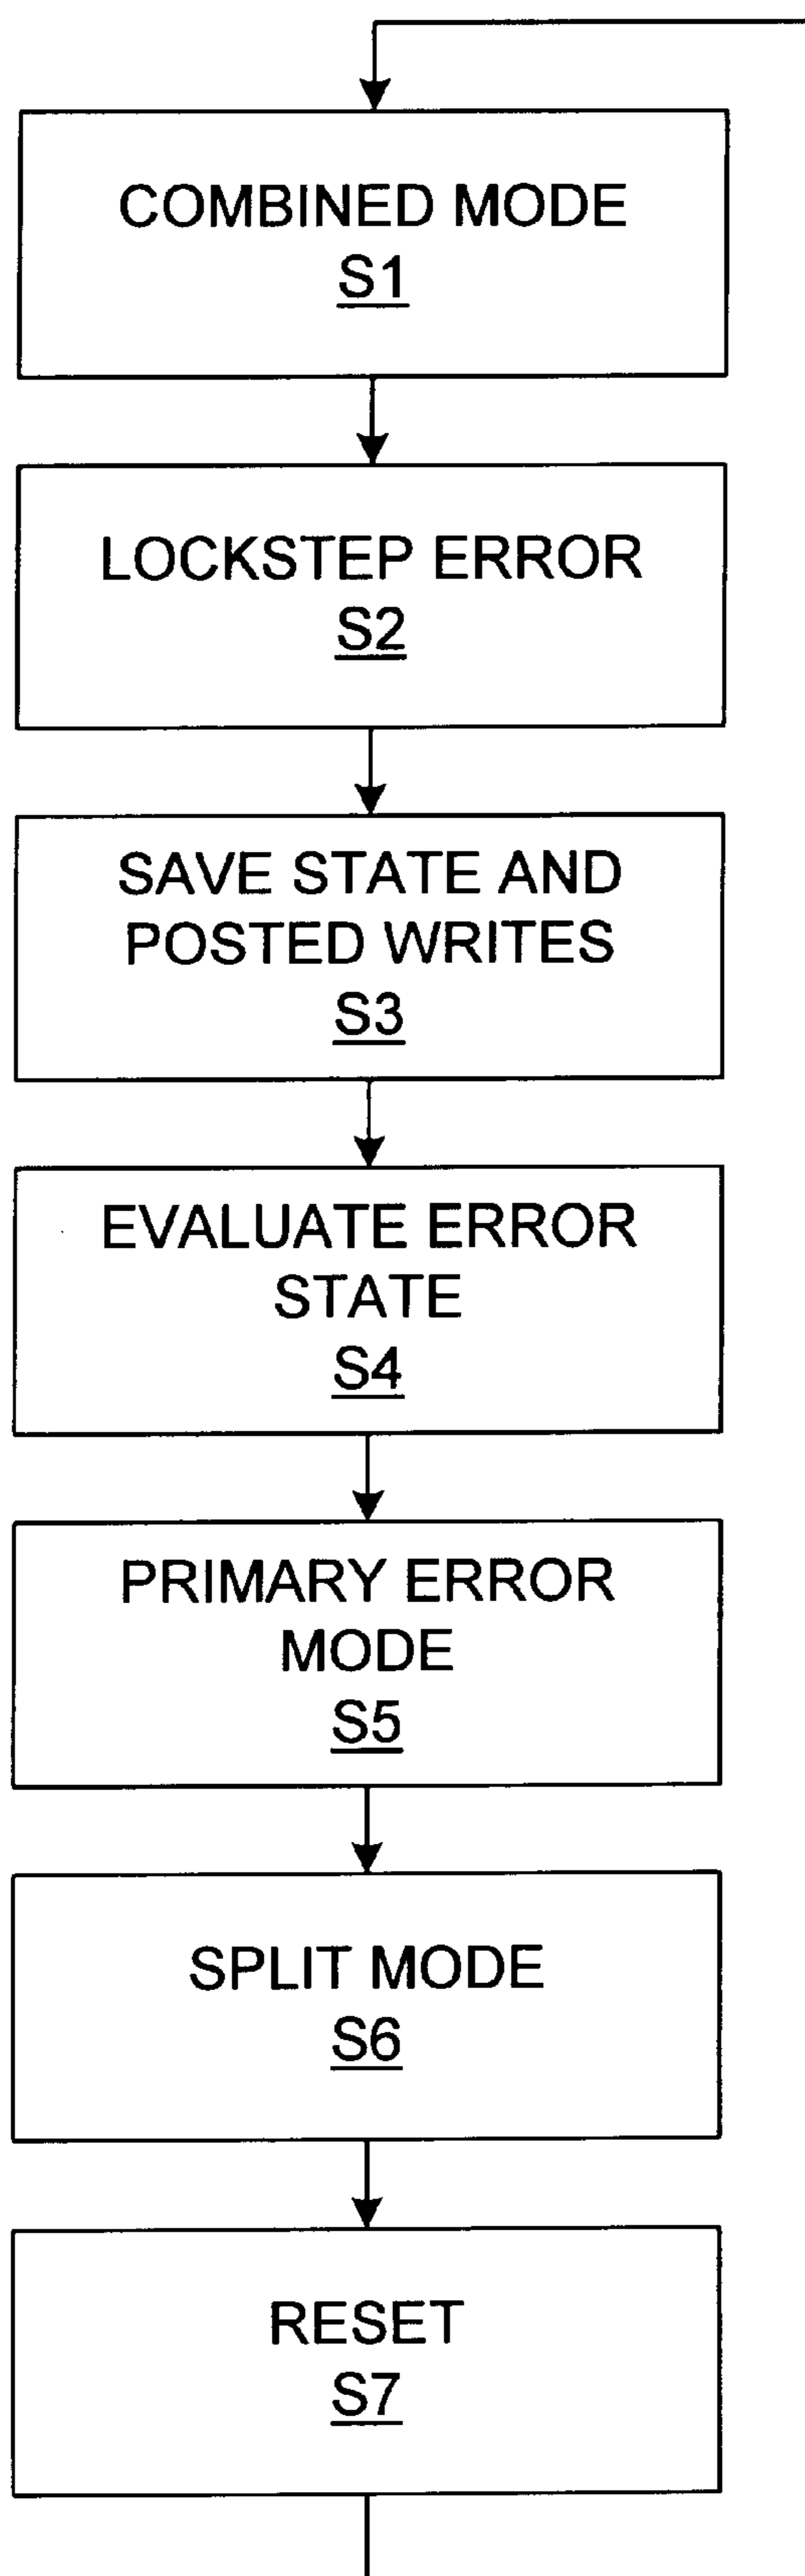 COMBINED MODE
S1
LOCKSTEP ERROR
S2
SAVE STATE AND
POSTED WRITES
S3
EVALUATE ERROR
STATE
S4
PRIMARY ERROR
MODE
S5
SPLIT MODE
S6
RESET
S7